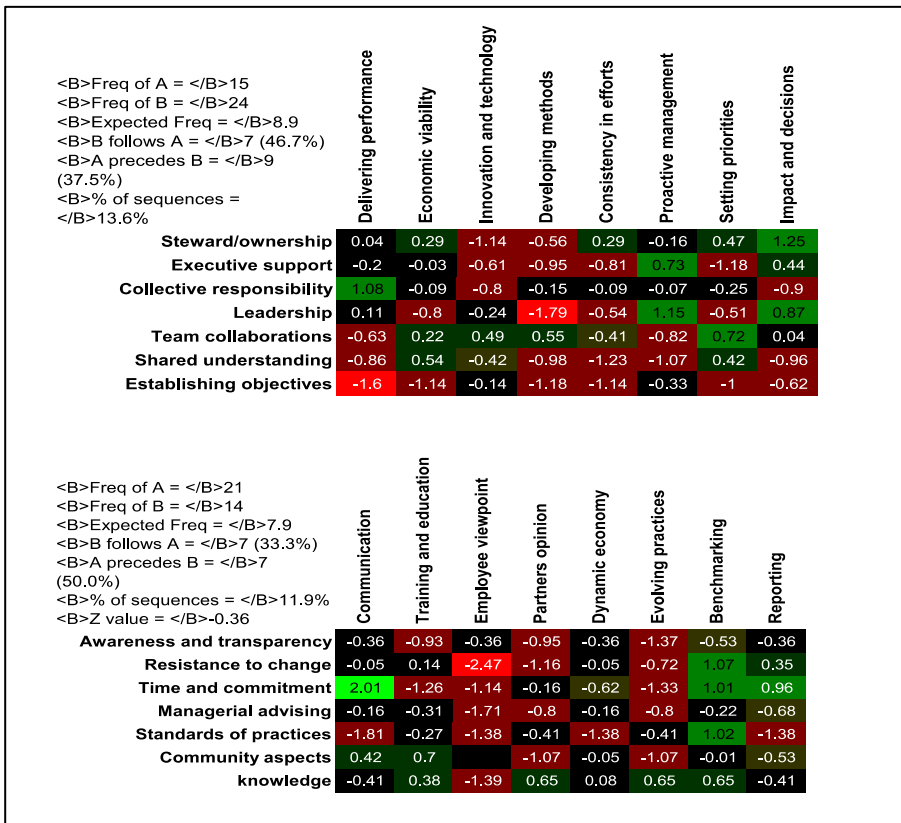 <B>Freq of A = </B>15
<B>Freq of B = </B>24
<B>Expected Freq = </B>8.9
<B>B follows A = </B>7 (46.7%)
<B>A precedes B = </B>9
(37.5%)
<B>% of sequences =
</B>13.6%
Delivering performance
Economic viability
Innovation and technology
Developing methods
Consistency in efforts
Proactive management
Setting priorities
Impact and decisions
Steward/ownership 0.04 0.29 -1.14 -0.56 0.29 -0.16 0.47 1.25
Executive support -0.2 -0.03 -0.61 -0.95 -0.81 0.73 -1.18 0.44
Collective responsibility 1.08 -0.09 -0.8 -0.15 -0.09 -0.07 -0.25 -0.9
Leadership 0.11 -0.8 -0.24 -1.79 -0.54 1.15 -0.51 0.87
Team collaborations -0.63 0.22 0.49 0.55 -0.41 -0.82 0.72 0.04
Shared understanding -0.86 0.54 -0.42 -0.98 -1.23 -1.07 0.42 -0.96
Establishing objectives -1.6 -1.14 -0.14 -1.18 -1.14 -0.33 -1 -0.62
<B>Freq of A = </B>21
<B>Freq of B = </B>14
<B>Expected Freq = </B>7.9
<B>B follows A = </B>7 (33.3%)
<B>A precedes B = </B>7
(50.0%)
<B>% of sequences = </B>11.9%
<B>Z value = </B>-0.36
Communication
Training and education
Employee viewpoint
Partners opinion
Dynamic economy
Evolving practices
Benchmarking
Reporting
Awareness and transparency -0.36 -0.93 -0.36 -0.95 -0.36 -1.37 -0.53 -0.36
Resistance to change -0.05 0.14 -2.47 -1.16 -0.05 -0.72 1.07 0.35
Time and commitment 2.01 -1.26 -1.14 -0.16 -0.62 -1.33 1.01 0.96
Managerial advising -0.16 -0.31 -1.71 -0.8 -0.16 -0.8 -0.22 -0.68
Standards of practices -1.81 -0.27 -1.38 -0.41 -1.38 -0.41 1.02 -1.38
Community aspects 0.42 0.7 -1.07 -0.05 -1.07 -0.01 -0.53
knowledge -0.41 0.38 -1.39 0.65 0.08 0.65 0.65 -0.41